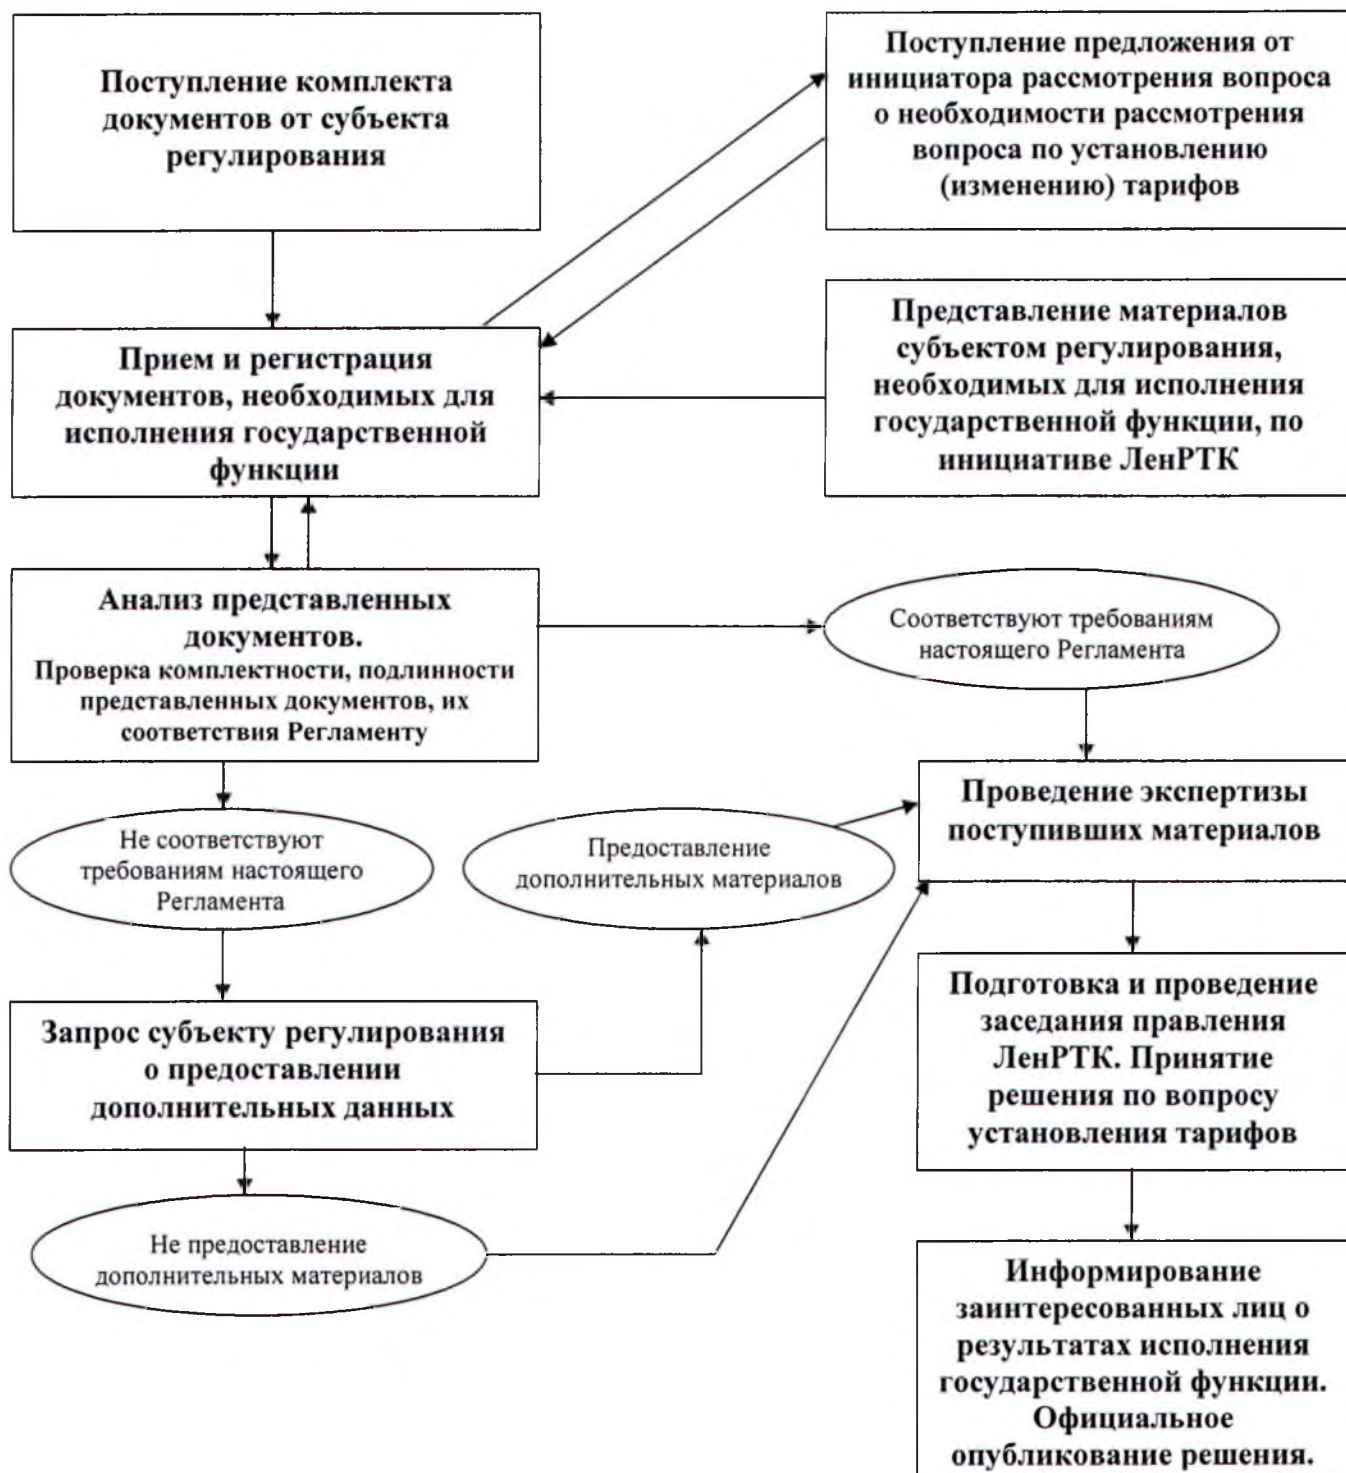 Поступление комплекта
документов от субъекта
регулирования
Поступление предложения от
инициатора рассмотрения вопроса
о необходимости рассмотрения
вопроса по установлению
(изменению) тарифов
Прием и регистрация
документов, необходимых для
исполнения государственной
функции
Представление материалов
субъектом регулирования,
необходимых для исполнения
государственной функции, по
инициативе ЛенРТК
Анализ представленных
документов.
Проверка комплектности, подлинности
представленных документов, их
соответствия Регламенту
Соответствуют требованиям
настоящего Регламента
Не соответствуют
требованиям настоящего
Регламента
Предоставление
дополнительных материалов
Проведение экспертизы
поступивших материалов
Запрос субъекту регулирования
о предоставлении
дополнительных данных
Подготовка и проведение
заседания правления
ЛенРТК. Принятие
решения по вопросу
установления тарифов
Не предоставление
дополнительных материалов
Информирование
заинтересованных лиц о
результатах исполнения
государственной функции.
Официальное
опубликование решения.